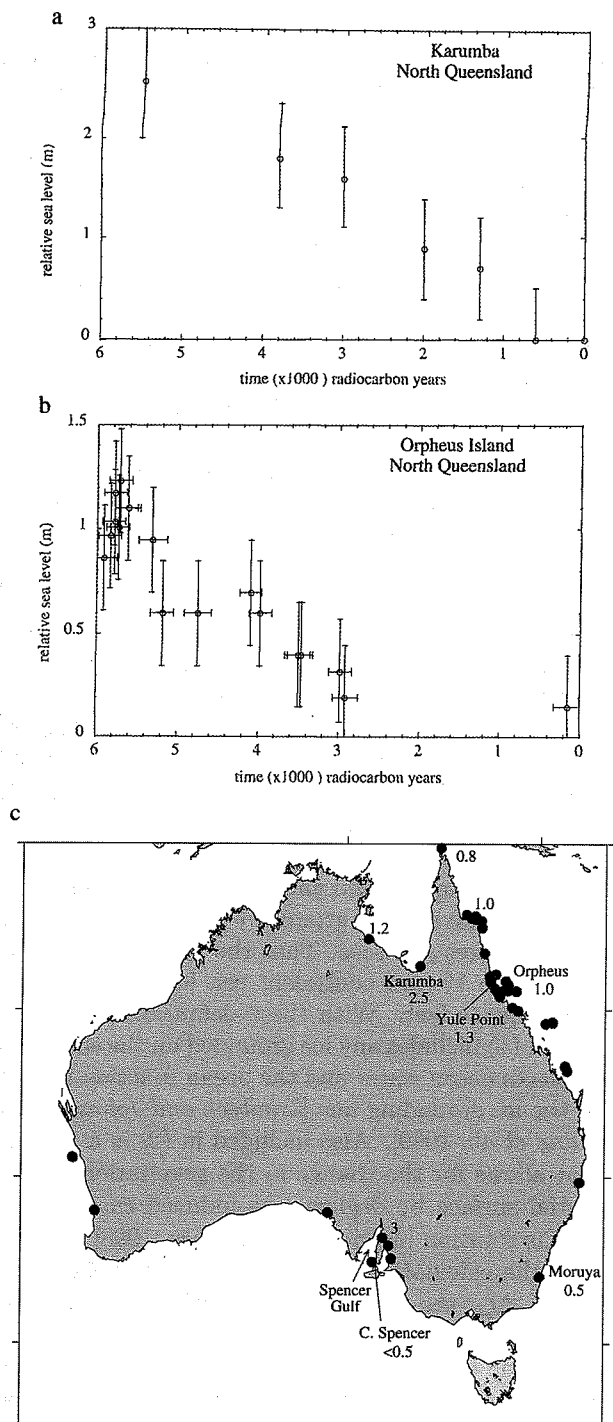 a
Karumba
North Queensland
3
2
1
0
relative sea level (m)
6 5 4 3 2 1 0
time (x1000 ) radiocarbon years
b
Orpheus Island
North Queensland
1.5
1
0.5
0
relative sea level (m)
6 5 4 3 2 1 0
time (x1000 ) radiocarbon years
c
0.8
1.0
1.2
Karumba
2.5
Orpheus
1.0
Yule Point
1.3
3
Spencer
Gulf
C. Spencer
<0.5
Moruya
0.5